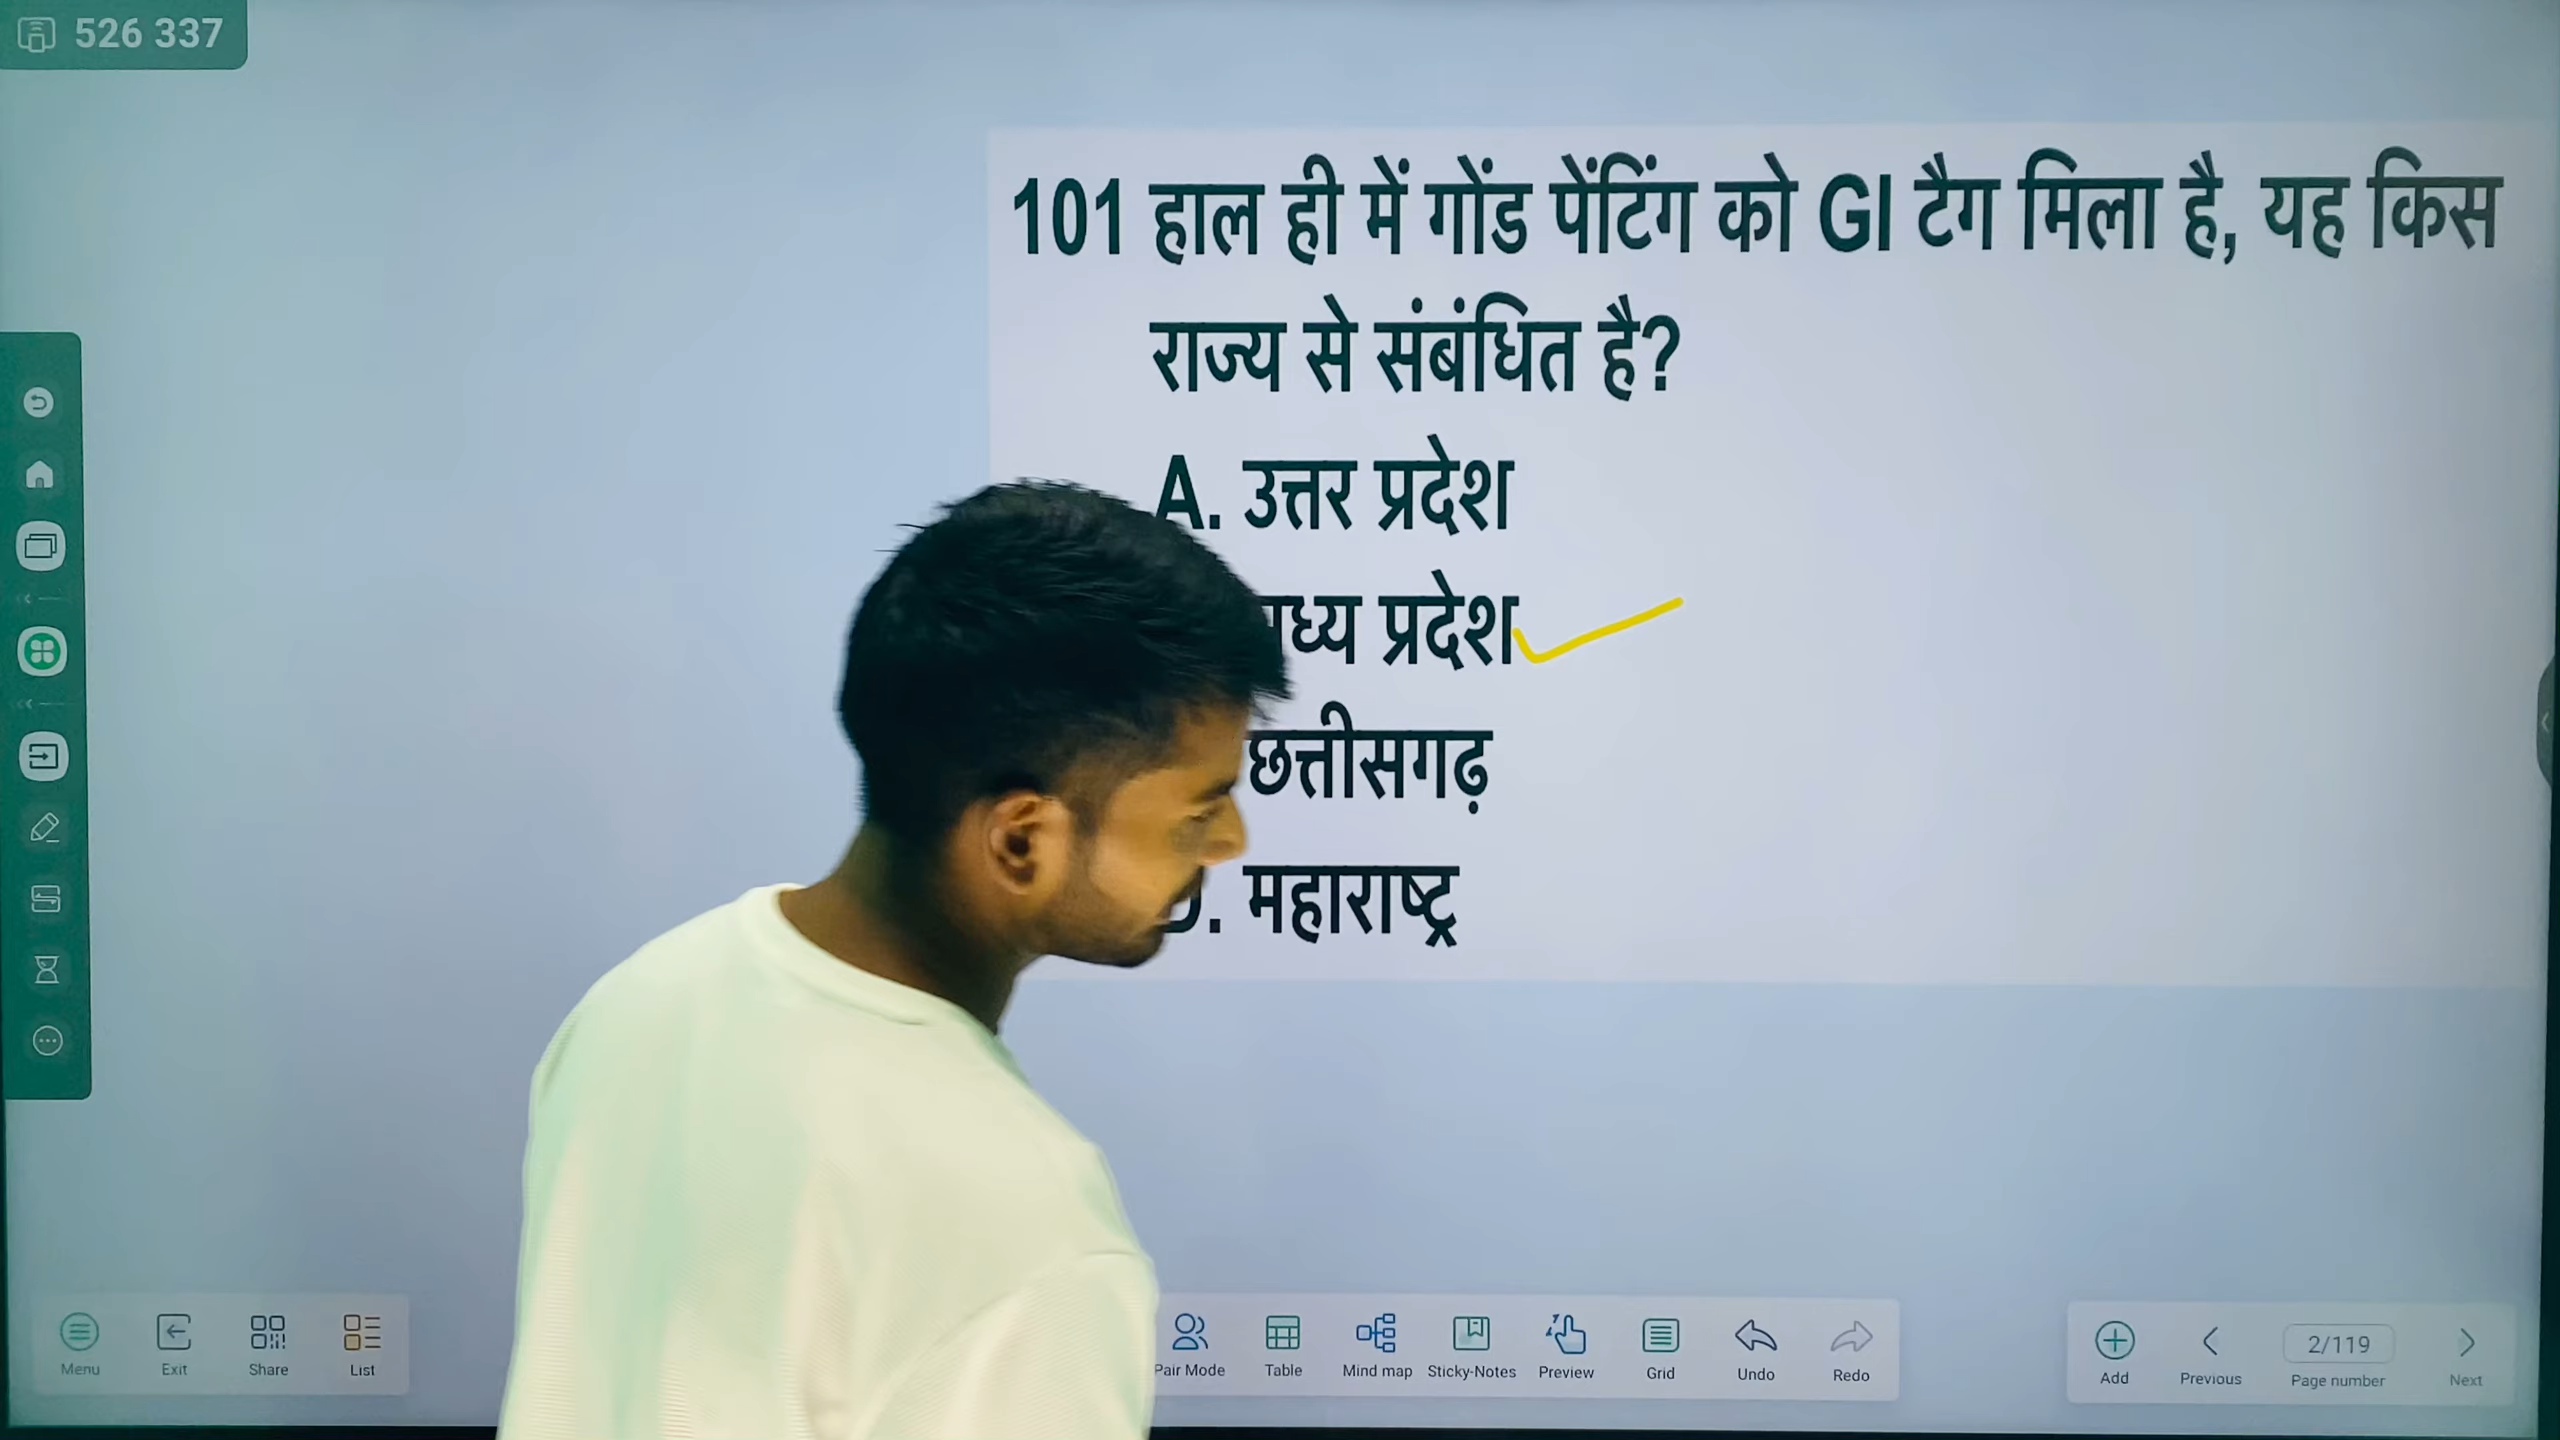 526 337
101 हाल ही में गोंड पेंटिंग को GI टैग मिला है, यह किस
राज्य से संबंधित है?
A. उत्तर प्रदेश
मध्य प्रदेश
छत्तीसगढ़
D. महाराष्ट्र
Menu Exit Share List Pair Mode Table Mind map Sticky-Notes Preview Grid Undo Redo Add Previous 2/119 Page number Next